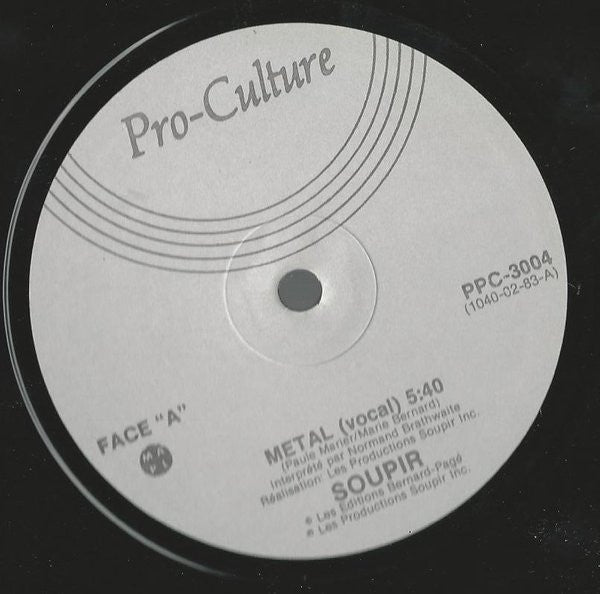 Pro-Culture
PPC-3004
(1040-02-83-A)
FACE "A"
METAL (vocal) 5:40
(Paule Marier/Marie Bernard)
Interprété par Normand Brathwaite
Réalisation: Les Productions Soupir Inc.
SOUPIR
Les Editions Bernard-Pagé
℗ Les Productions Soupir Inc.